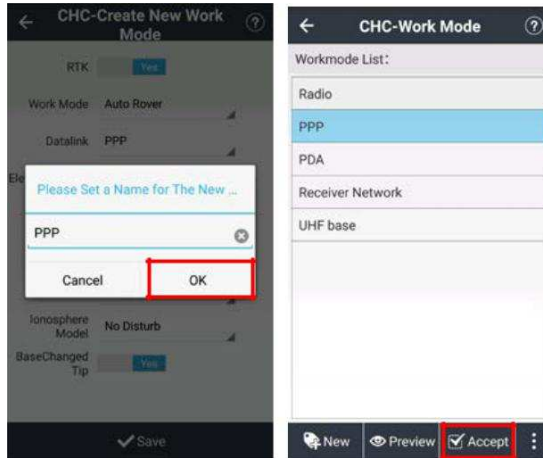 CHC-Create New Work
Mode
RTK
Yes
Work Mode
Auto Rover
Datalink
PPP
Please Set a Name for The New ...
PPP
Cancel
OK
Ionosphere
Model
No Disturb
BaseChanged
Tip
Yes
Save
CHC-Work Mode
Workmode List:
Radio
PPP
PDA
Receiver Network
UHF base
New
Preview
Accept